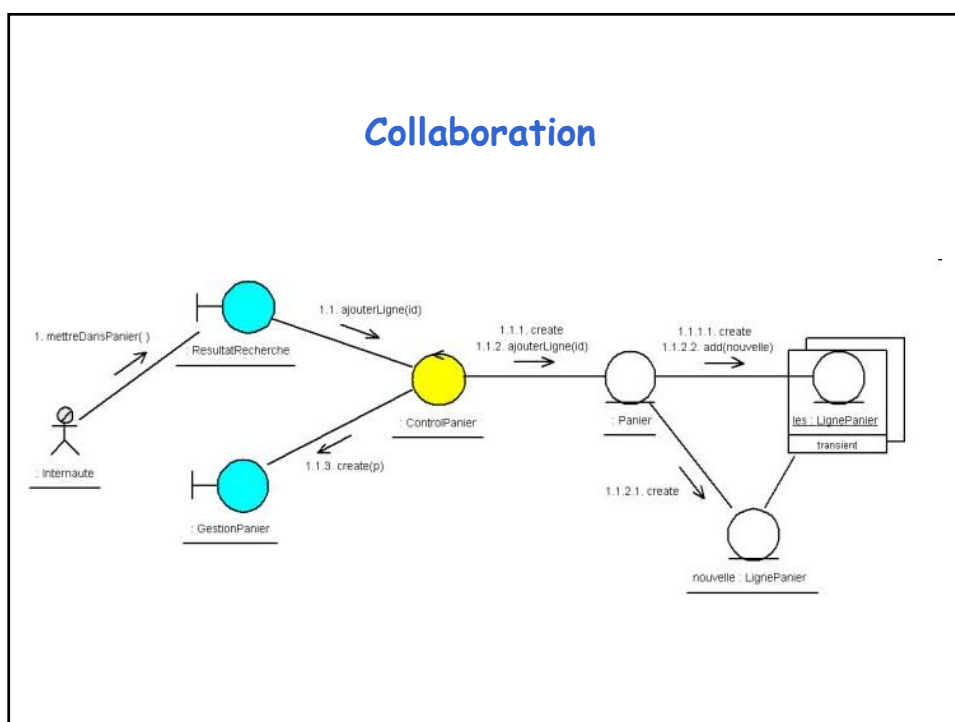 Collaboration
1. mettreDansPanier( )
: Internaute
: ResultatRecherche
1.1. ajouterLigne(id)
: ControlPanier
1.1.3. create(p)
: GestionPanier
1.1.1. create
1.1.2. ajouterLigne(id)
: Panier
1.1.1.1. create
1.1.2.2. add(nouvelle)
les : LignePanier
transient
1.1.2.1. create
nouvelle : LignePanier